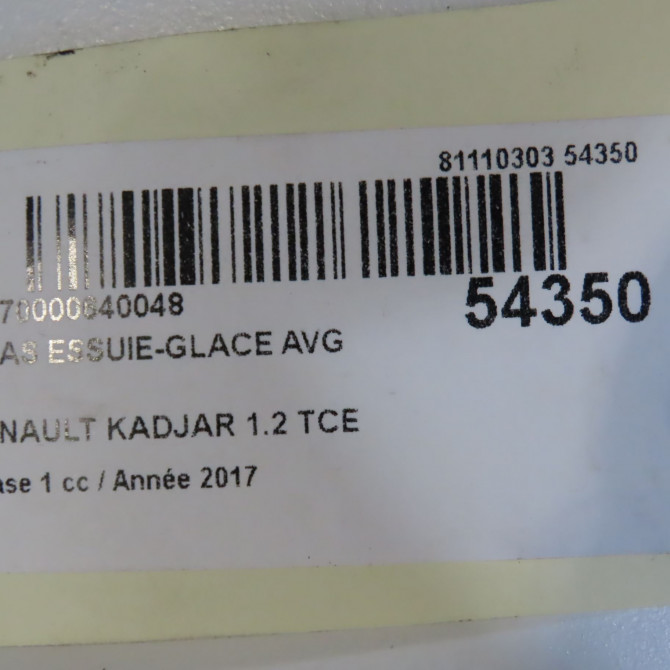 81110303 54350
70000640048
54350
AS ESSUIE-GLACE AVG
NAULT KADJAR 1.2 TCE
ase 1 cc / Année 2017